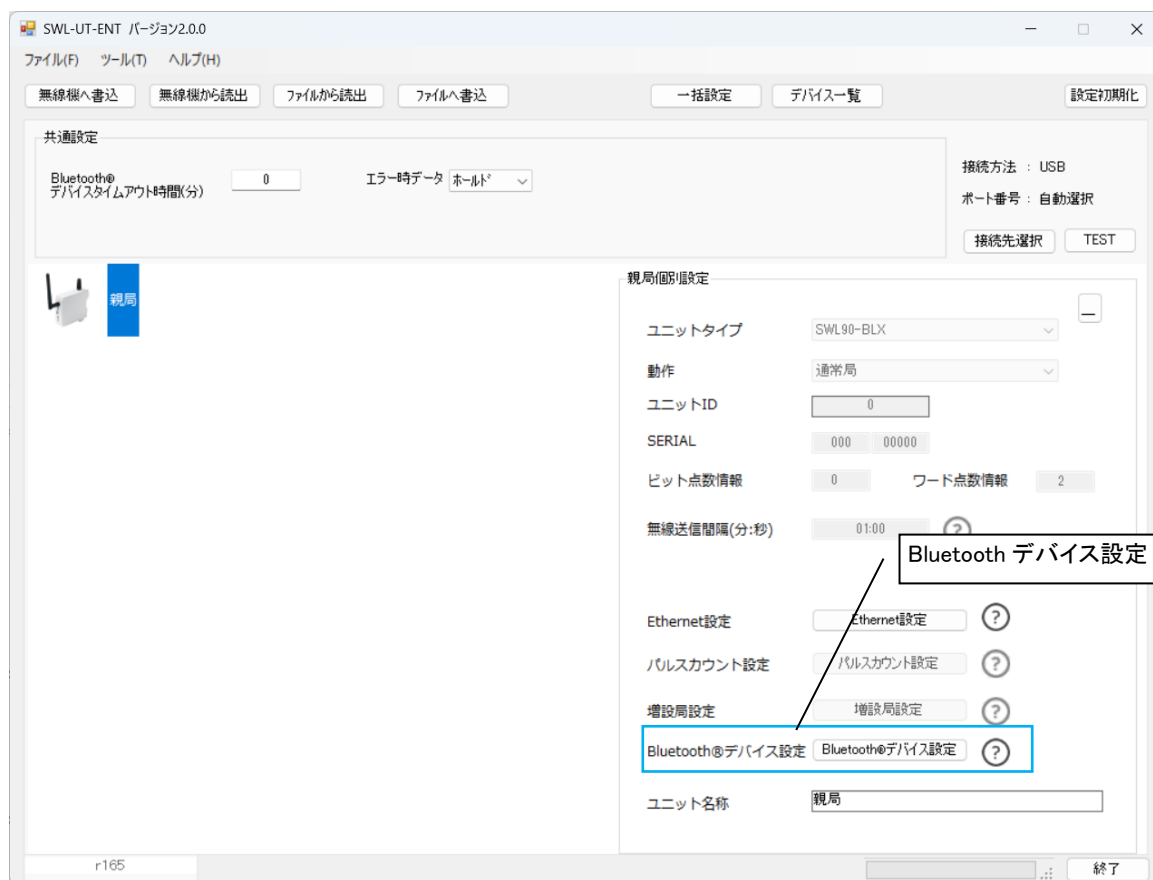 SWL-UT-ENT バージョン2.0.0
ファイル(F) ツール(T) ヘルプ(H)
無線機へ書込 無線機から読出 ファイルから読出 ファイルへ書込 一括設定 デバイス一覧 設定初期化
共通設定
Bluetooth®
デバイスタイムアウト時間(分) 0 エラー時データ ホールド
接続方法 : USB
ポート番号 : 自動選択
接続先選択 TEST
親局
親局個別設定
_
ユニットタイプ SWL90-BLX
動作 通常局
ユニットID 0
SERIAL 000 00000
ビット点数情報 0 ワード点数情報 2
無線送信間隔(分:秒) 01:00 ?
Bluetooth デバイス設定
Ethernet設定 Ethernet設定 ?
パルスカウント設定 パルスカウント設定 ?
増設局設定 増設局設定 ?
Bluetooth®デバイス設定 Bluetooth®デバイス設定 ?
ユニット名称 親局
r165 終了